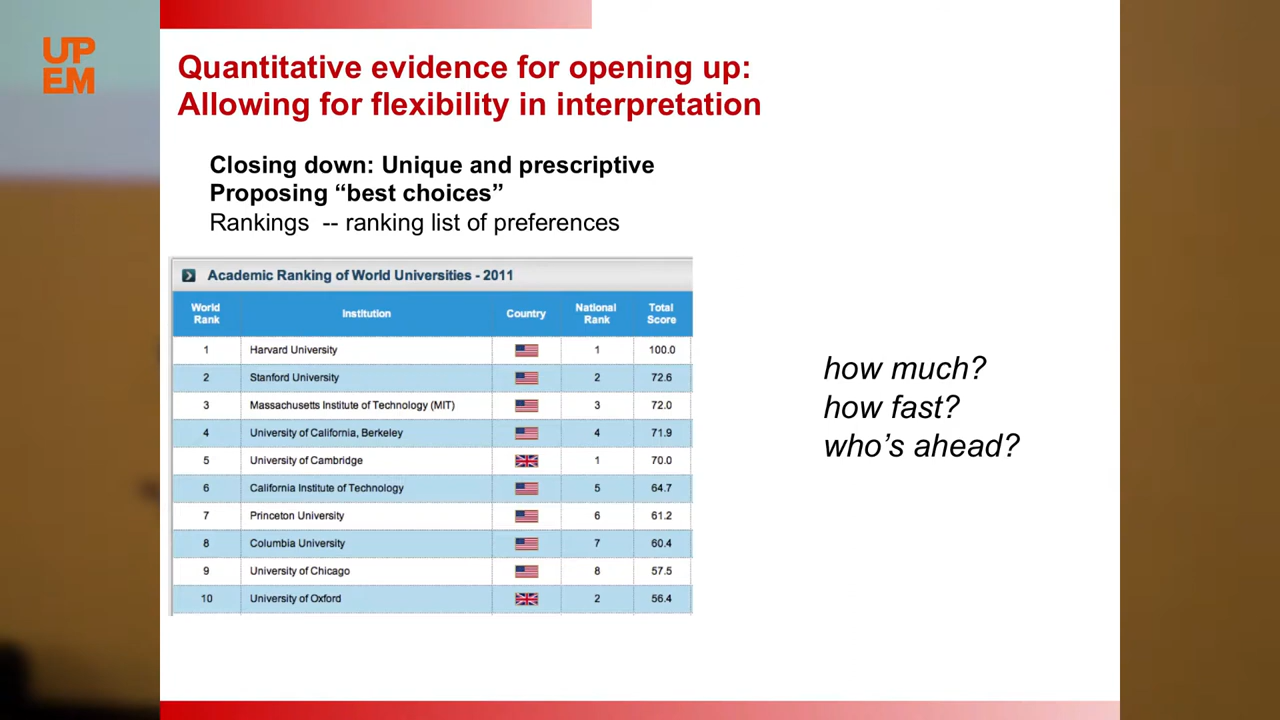 UP
EM
Quantitative evidence for opening up:
Allowing for flexibility in interpretation
Closing down: Unique and prescriptive
Proposing “best choices”
Rankings -- ranking list of preferences
Academic Ranking of World Universities - 2011
World Rank Institution Country National Rank Total Score
1 Harvard University 1 100.0
2 Stanford University 2 72.6
3 Massachusetts Institute of Technology (MIT) 3 72.0
4 University of California, Berkeley 4 71.9
5 University of Cambridge 1 70.0
6 California Institute of Technology 5 64.7
7 Princeton University 6 61.2
8 Columbia University 7 60.4
9 University of Chicago 8 57.5
10 University of Oxford 2 56.4
how much?
how fast?
who’s ahead?